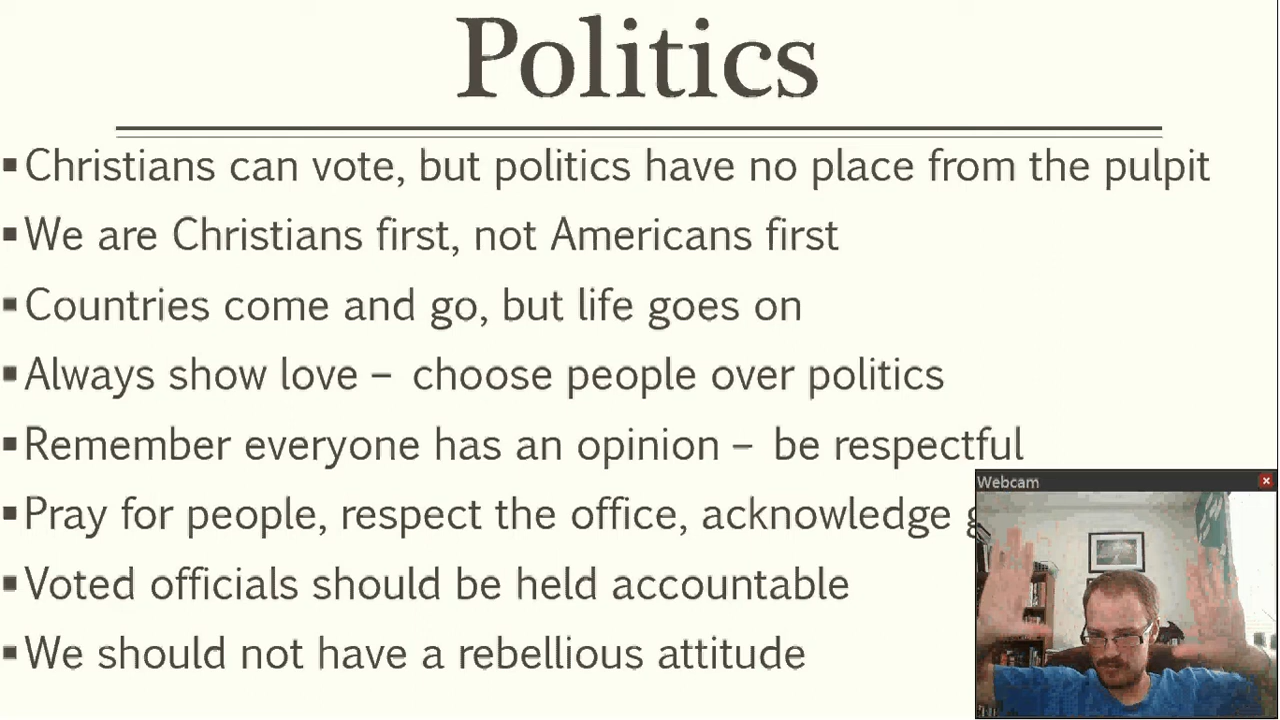 Politics
▪Christians can vote, but politics have no place from the pulpit
▪We are Christians first, not Americans first
▪Countries come and go, but life goes on
▪Always show love – choose people over politics
▪Remember everyone has an opinion – be respectful
▪Pray for people, respect the office, acknowledge
▪Voted officials should be held accountable
▪We should not have a rebellious attitude
Webcam